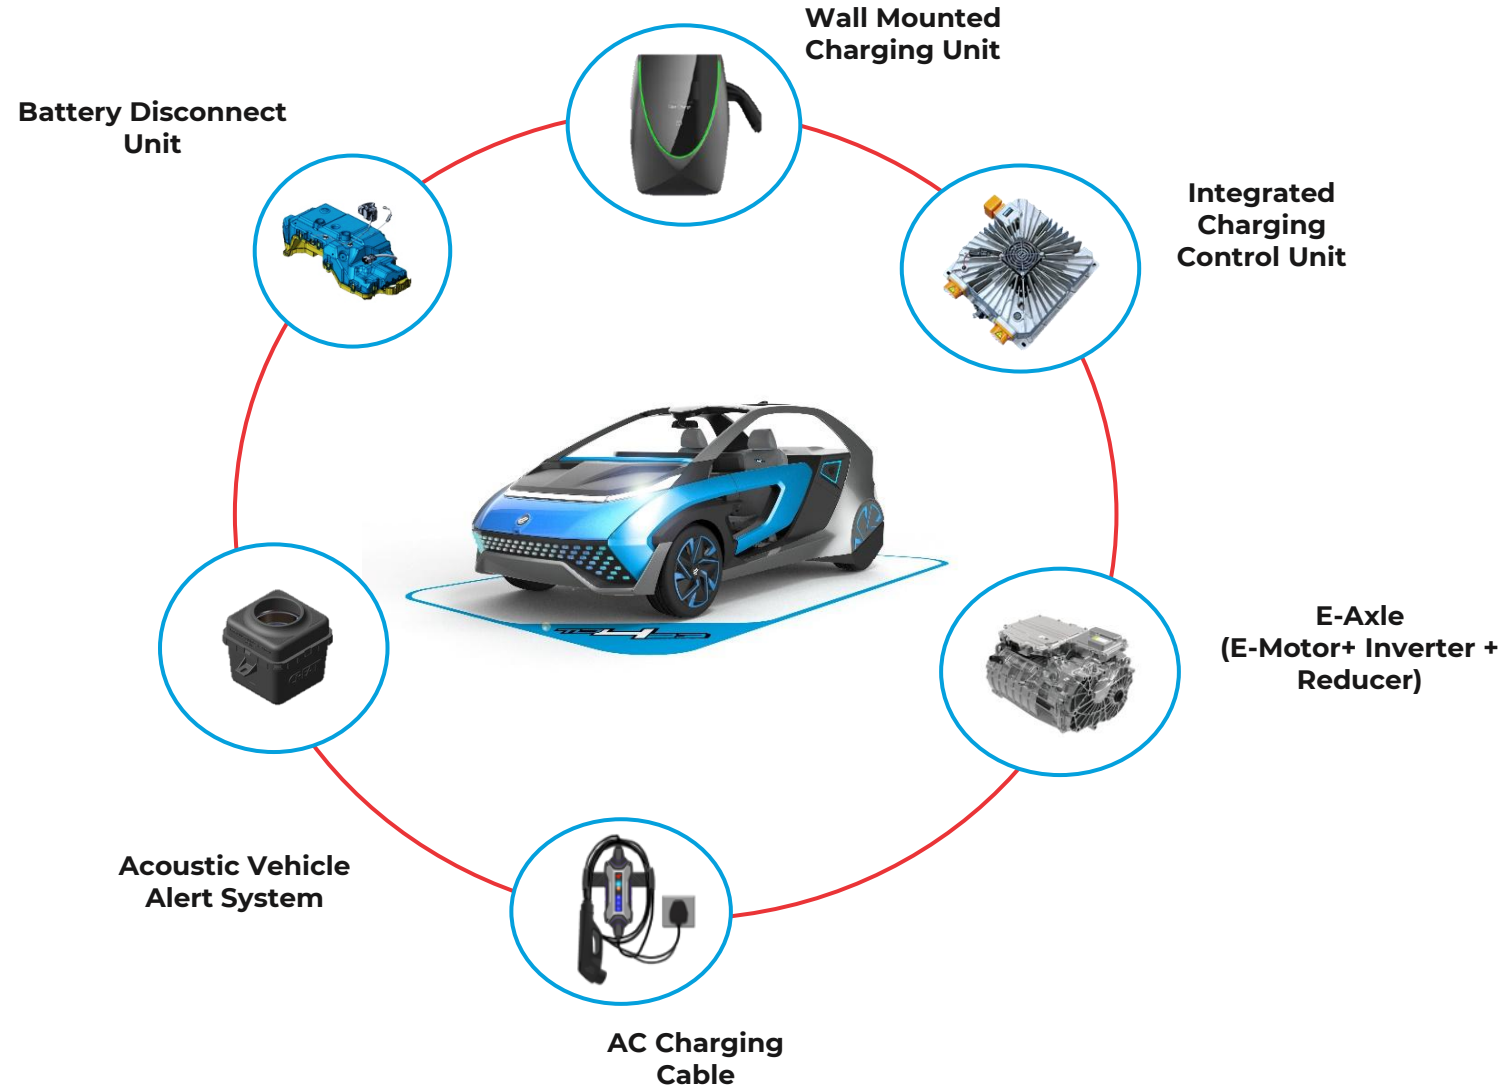 Wall Mounted
Charging Unit
Battery Disconnect
Unit
Integrated
Charging
Control Unit
E-Axle
(E-Motor+ Inverter +
Reducer)
Acoustic Vehicle
Alert System
AC Charging
Cable